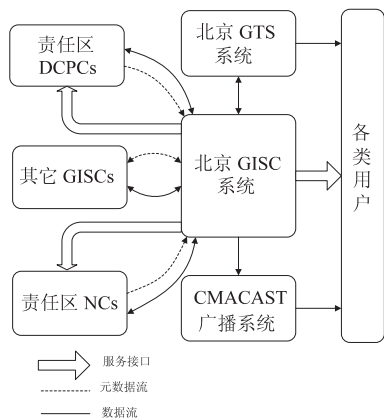 责任区
DCPCs
北京 GTS
系统
其它 GISCs
北京 GISC
系统
各类用户
责任区 NCs
CMACAST
广播系统
服务接口
元数据流
数据流